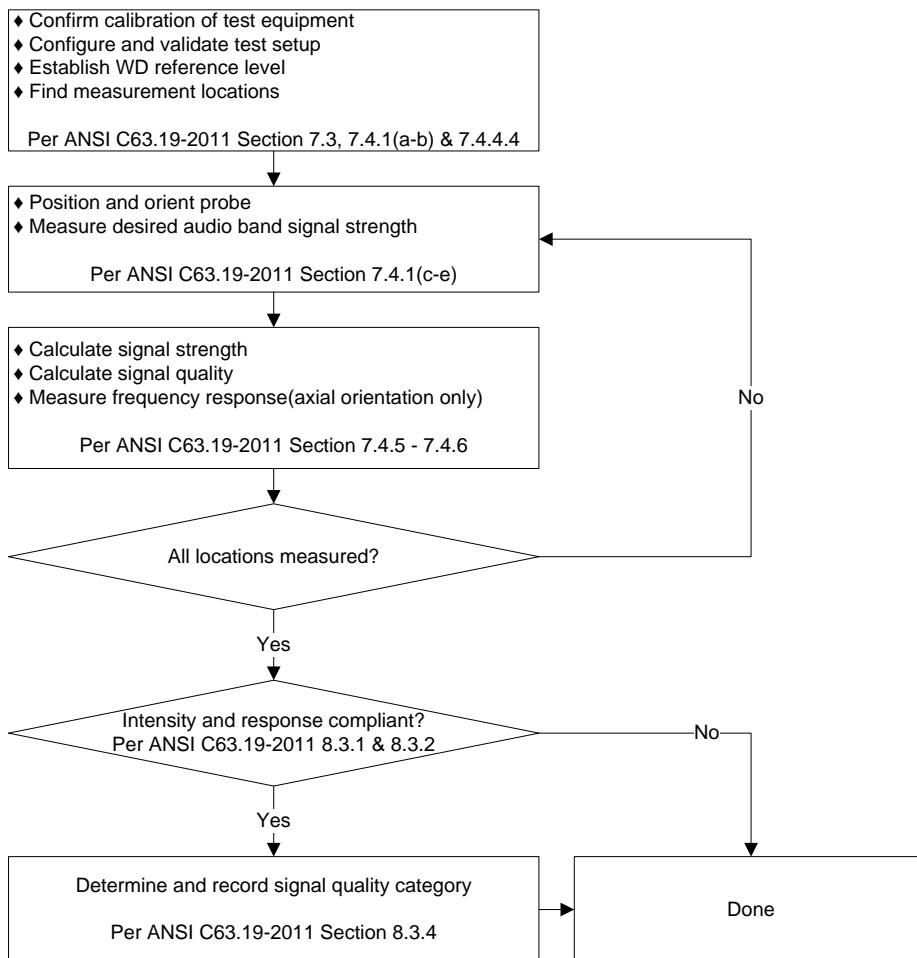 ♦ Confirm calibration of test equipment
♦ Configure and validate test setup
♦ Establish WD reference level
♦ Find measurement locations
Per ANSI C63.19-2011 Section 7.3, 7.4.1(a-b) & 7.4.4.4
♦ Position and orient probe
♦ Measure desired audio band signal strength
Per ANSI C63.19-2011 Section 7.4.1(c-e)
♦ Calculate signal strength
♦ Calculate signal quality
♦ Measure frequency response(axial orientation only)
Per ANSI C63.19-2011 Section 7.4.5 - 7.4.6
No
All locations measured?
Yes
Intensity and response compliant?
Per ANSI C63.19-2011 8.3.1 & 8.3.2
No
Yes
Determine and record signal quality category
Per ANSI C63.19-2011 Section 8.3.4
Done